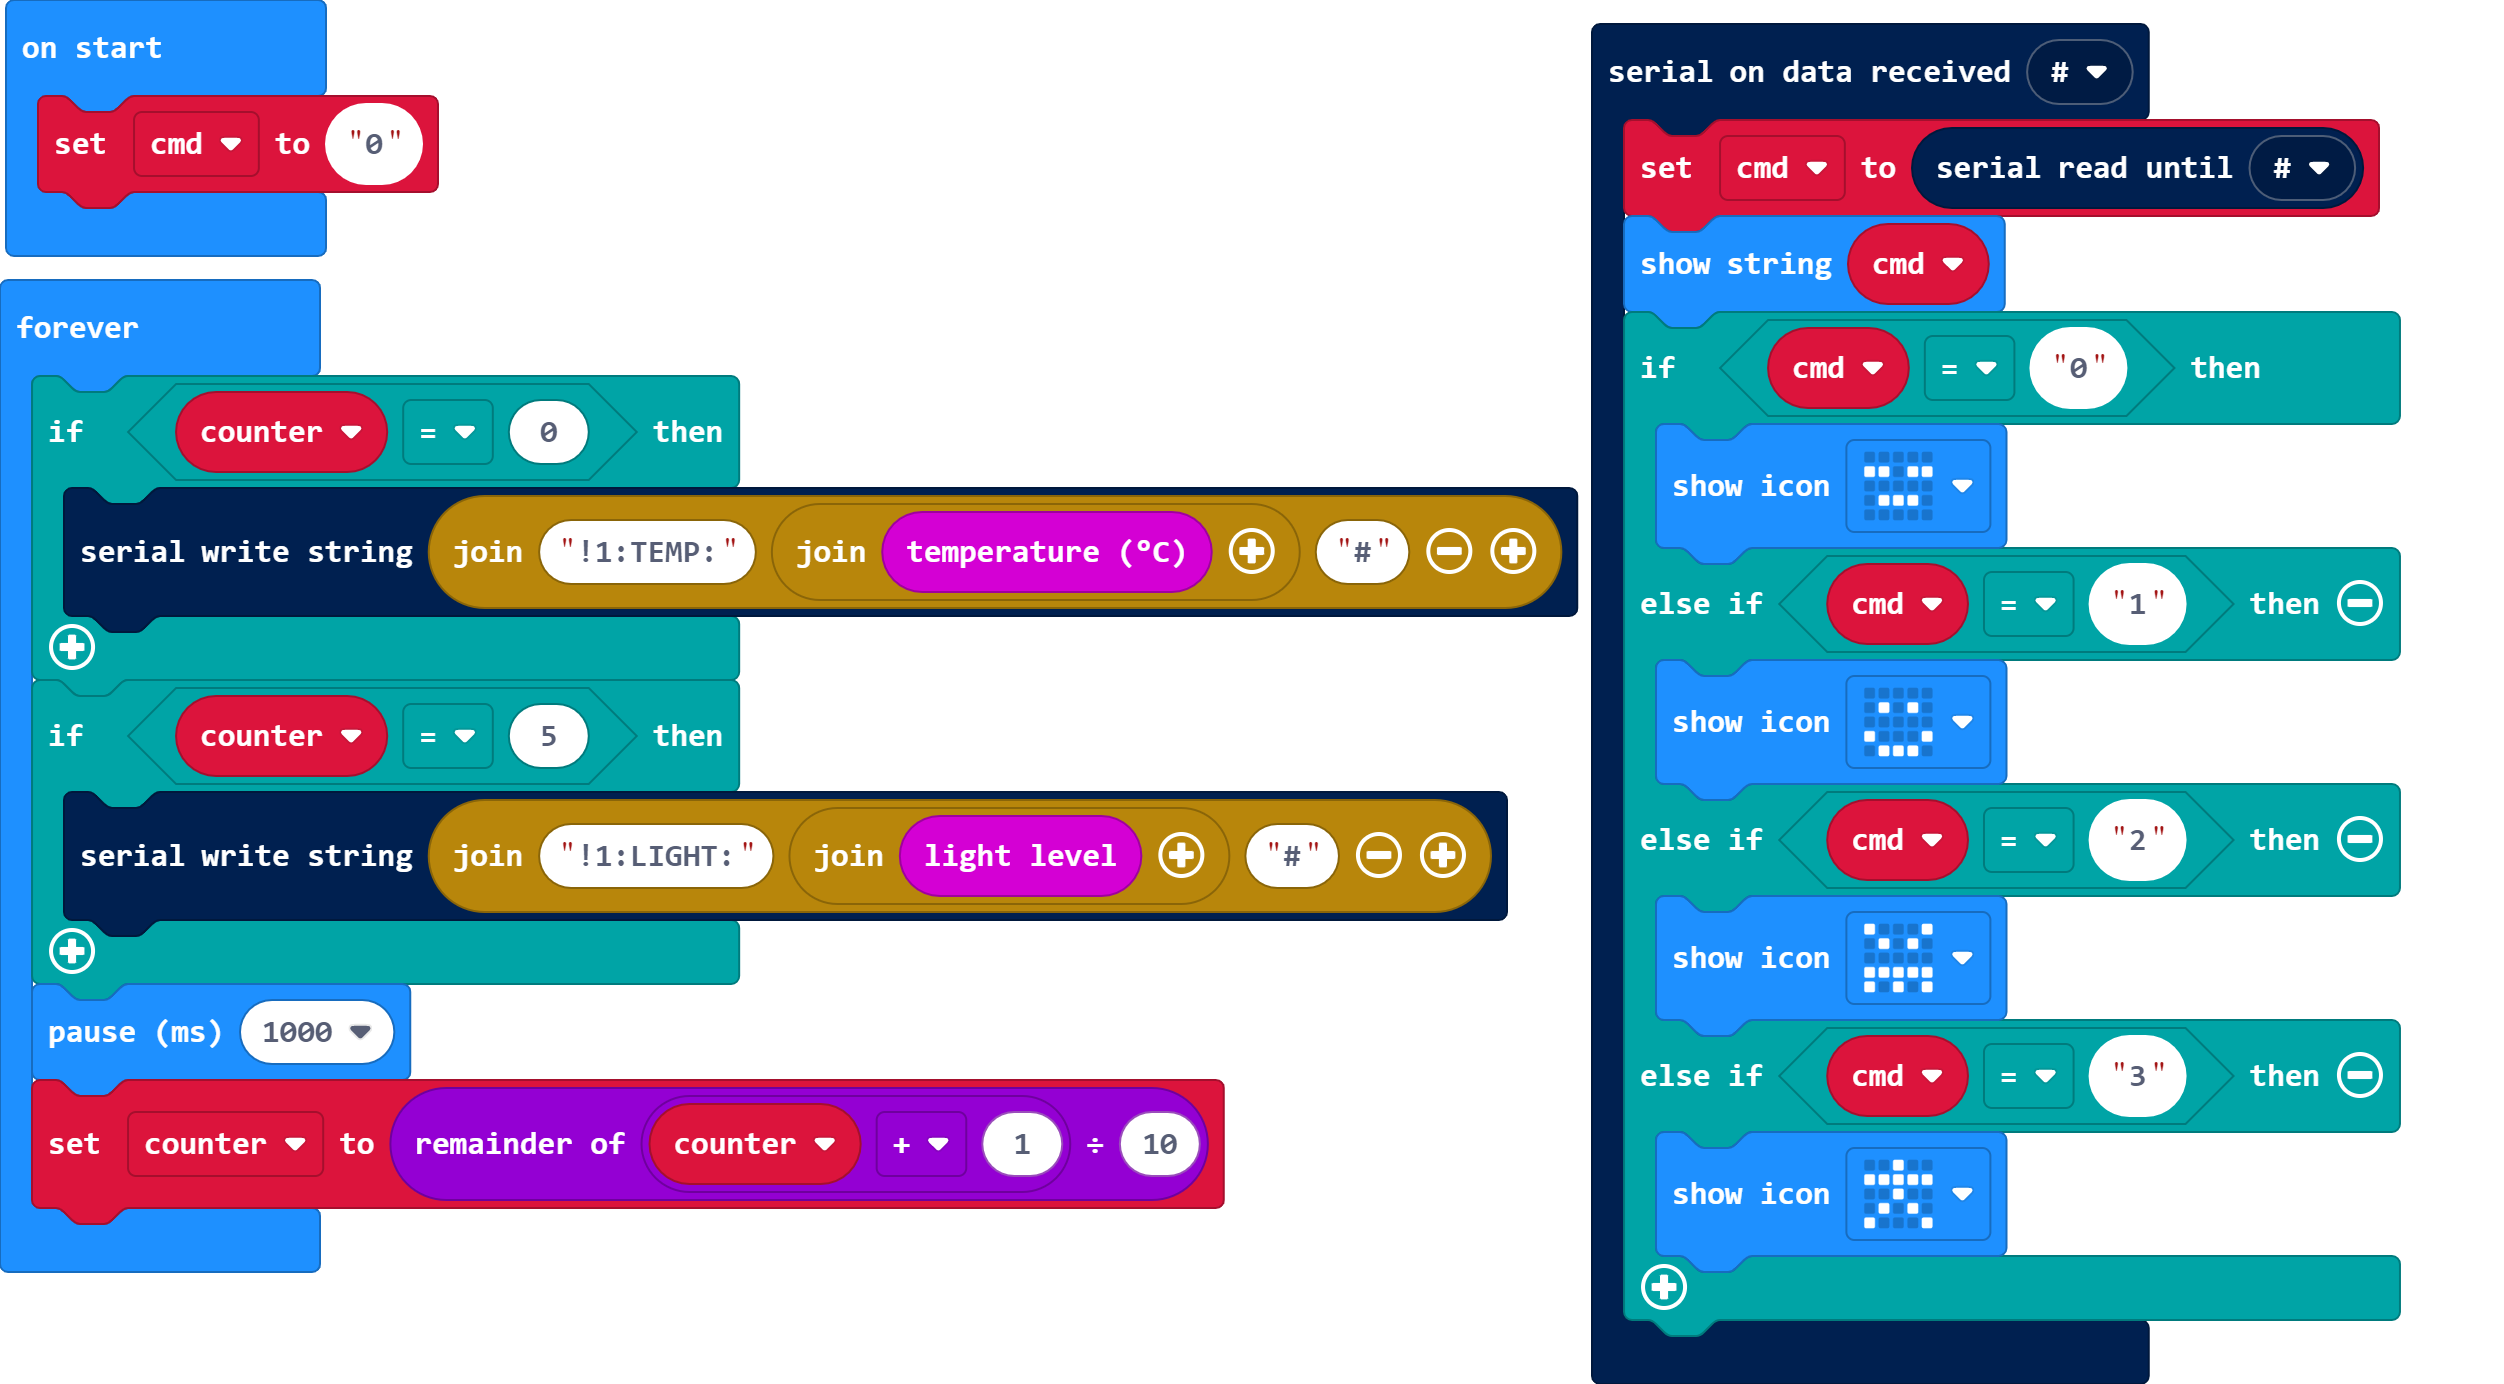 on start
set cmd to "0"
forever
if counter = 0 then
serial write string join "!1:TEMP:" join temperature (°C) "#"
if counter = 5 then
serial write string join "!1:LIGHT:" join light level "#"
pause (ms) 1000
set counter to remainder of counter + 1 ÷ 10
serial on data received #
set cmd to serial read until #
show string cmd
if cmd = "0" then
show icon
else if cmd = "1" then
show icon
else if cmd = "2" then
show icon
else if cmd = "3" then
show icon